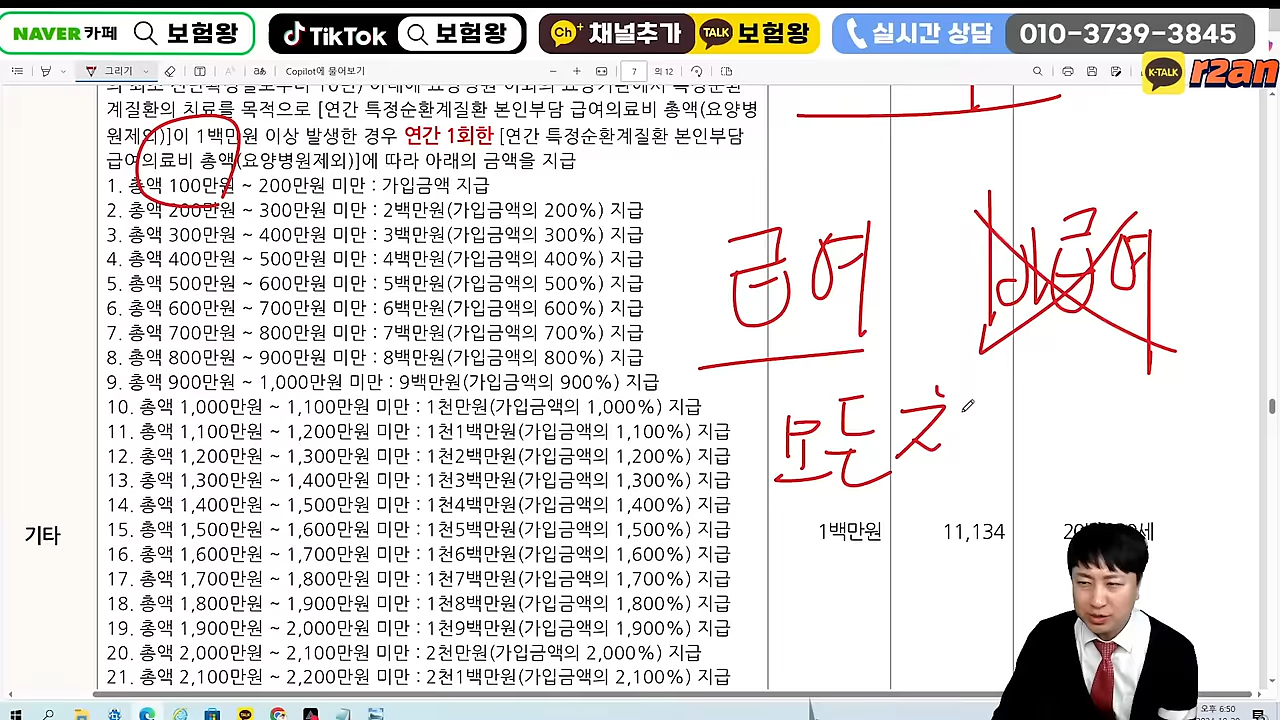 NAVER 카페 보험왕 TikTok 보험왕 Ch+ 채널추가 TALK 보험왕 실시간 상담 010-3739-3845
K-TALK r2an
그리기 Copilot에 물어보기 7 의 12
계질환의 치료를 목적으로 [연간 특정순환계질환 본인부담 급여의료비 총액(요양병
원제외)]이 1백만원 이상 발생한 경우 연간 1회한 [연간 특정순환계질환 본인부담
급여의료비 총액(요양병원제외)]에 따라 아래의 금액을 지급
1. 총액 100만원 ~ 200만원 미만 : 가입금액 지급
2. 총액 200만원 ~ 300만원 미만 : 2백만원(가입금액의 200%) 지급
3. 총액 300만원 ~ 400만원 미만 : 3백만원(가입금액의 300%) 지급
4. 총액 400만원 ~ 500만원 미만 : 4백만원(가입금액의 400%) 지급
5. 총액 500만원 ~ 600만원 미만 : 5백만원(가입금액의 500%) 지급
6. 총액 600만원 ~ 700만원 미만 : 6백만원(가입금액의 600%) 지급
7. 총액 700만원 ~ 800만원 미만 : 7백만원(가입금액의 700%) 지급
8. 총액 800만원 ~ 900만원 미만 : 8백만원(가입금액의 800%) 지급
9. 총액 900만원 ~ 1,000만원 미만 : 9백만원(가입금액의 900%) 지급
10. 총액 1,000만원 ~ 1,100만원 미만 : 1천만원(가입금액의 1,000%) 지급
11. 총액 1,100만원 ~ 1,200만원 미만 : 1천1백만원(가입금액의 1,100%) 지급
12. 총액 1,200만원 ~ 1,300만원 미만 : 1천2백만원(가입금액의 1,200%) 지급
13. 총액 1,300만원 ~ 1,400만원 미만 : 1천3백만원(가입금액의 1,300%) 지급
14. 총액 1,400만원 ~ 1,500만원 미만 : 1천4백만원(가입금액의 1,400%) 지급
15. 총액 1,500만원 ~ 1,600만원 미만 : 1천5백만원(가입금액의 1,500%) 지급
16. 총액 1,600만원 ~ 1,700만원 미만 : 1천6백만원(가입금액의 1,600%) 지급
17. 총액 1,700만원 ~ 1,800만원 미만 : 1천7백만원(가입금액의 1,700%) 지급
18. 총액 1,800만원 ~ 1,900만원 미만 : 1천8백만원(가입금액의 1,800%) 지급
19. 총액 1,900만원 ~ 2,000만원 미만 : 1천9백만원(가입금액의 1,900%) 지급
20. 총액 2,000만원 ~ 2,100만원 미만 : 2천만원(가입금액의 2,000%) 지급
21. 총액 2,100만원 ~ 2,200만원 미만 : 2천1백만원(가입금액의 2,100%) 지급
기타
1백만원 11,134
급여 비급여
모든
오후 6:50